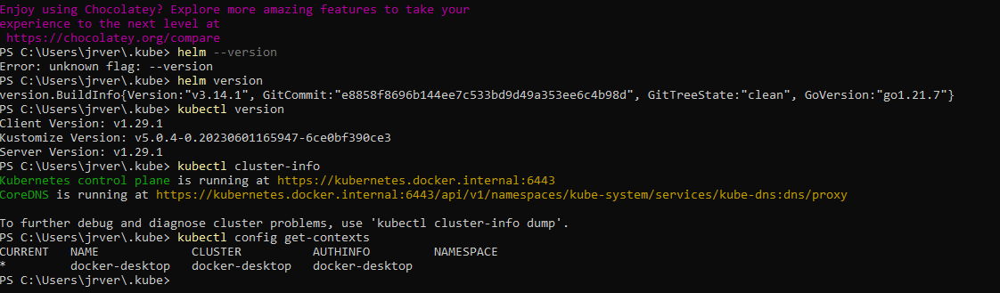 Enjoy using Chocolatey? Explore more amazing features to take your
experience to the next level at
 https://chocolatey.org/compare
PS C:\Users\jrver\.kube> helm --version
Error: unknown flag: --version
PS C:\Users\jrver\.kube> helm version
version.BuildInfo{Version:"v3.14.1", GitCommit:"e8858f8696b144ee7c533bd9d49a353ee6c4b98d", GitTreeState:"clean", GoVersion:"go1.21.7"}
PS C:\Users\jrver\.kube> kubectl version
Client Version: v1.29.1
Kustomize Version: v5.0.4-0.20230601165947-6ce0bf390ce3
Server Version: v1.29.1
PS C:\Users\jrver\.kube> kubectl cluster-info
Kubernetes control plane is running at https://kubernetes.docker.internal:6443
CoreDNS is running at https://kubernetes.docker.internal:6443/api/v1/namespaces/kube-system/services/kube-dns:dns/proxy

To further debug and diagnose cluster problems, use 'kubectl cluster-info dump'.
PS C:\Users\jrver\.kube> kubectl config get-contexts
CURRENT   NAME             CLUSTER          AUTHINFO         NAMESPACE
*         docker-desktop   docker-desktop   docker-desktop
PS C:\Users\jrver\.kube>